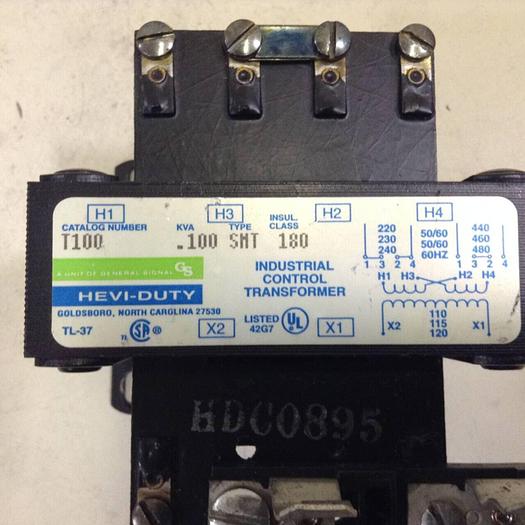 H1 H3 H2 H4
CATALOG NUMBER KVA TYPE INSUL. CLASS
T100 .100 SMT 180
A UNIT OF GENERAL SIGNAL GS
HEVI-DUTY
GOLDSBORO, NORTH CAROLINA 27530
TL-37 TL SA ® X2 LISTED 42G7 UL ® X1
INDUSTRIAL
CONTROL
TRANSFORMER
220 50/60 440
230 50/60 460
240 60HZ 480
1 3 2 4 1 3 2 4
H1 H3 H2 H4
X2 110 X1
115
120
HDC0895